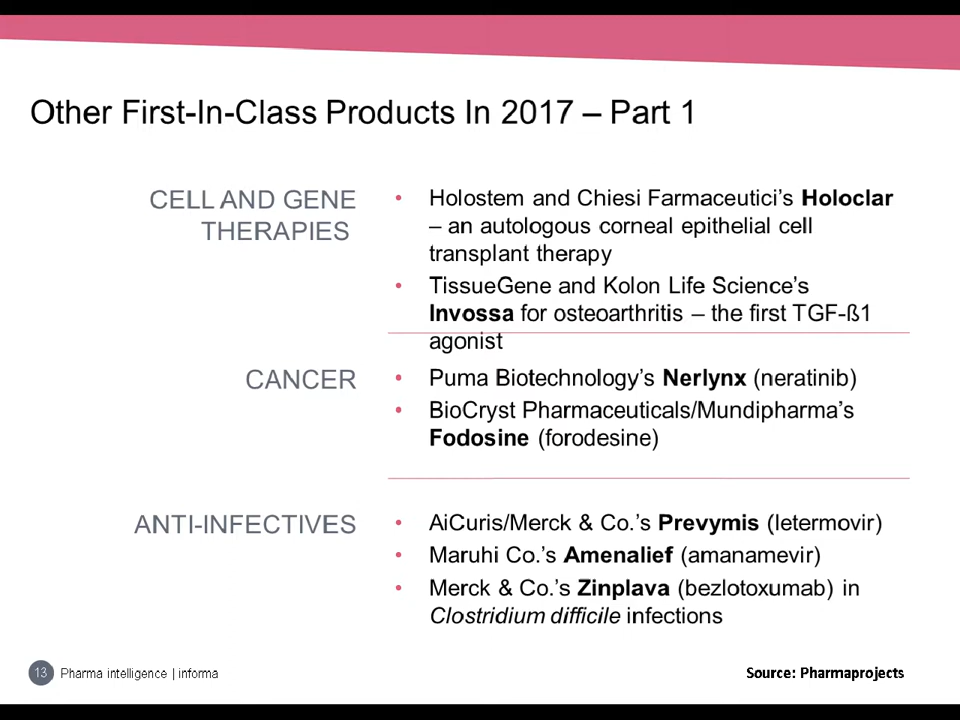 Other First-In-Class Products In 2017 – Part 1
CELL AND GENE
THERAPIES
• Holostem and Chiesi Farmaceutici’s Holoclar
– an autologous corneal epithelial cell
transplant therapy
• TissueGene and Kolon Life Science’s
Invossa for osteoarthritis – the first TGF-ß1
agonist
CANCER
• Puma Biotechnology’s Nerlynx (neratinib)
• BioCryst Pharmaceuticals/Mundipharma’s
Fodosine (forodesine)
ANTI-INFECTIVES
• AiCuris/Merck & Co.’s Prevymis (letermovir)
• Maruhi Co.’s Amenalief (amanamevir)
• Merck & Co.’s Zinplava (bezlotoxumab) in
Clostridium difficile infections
13 Pharma intelligence | informa
Source: Pharmaprojects